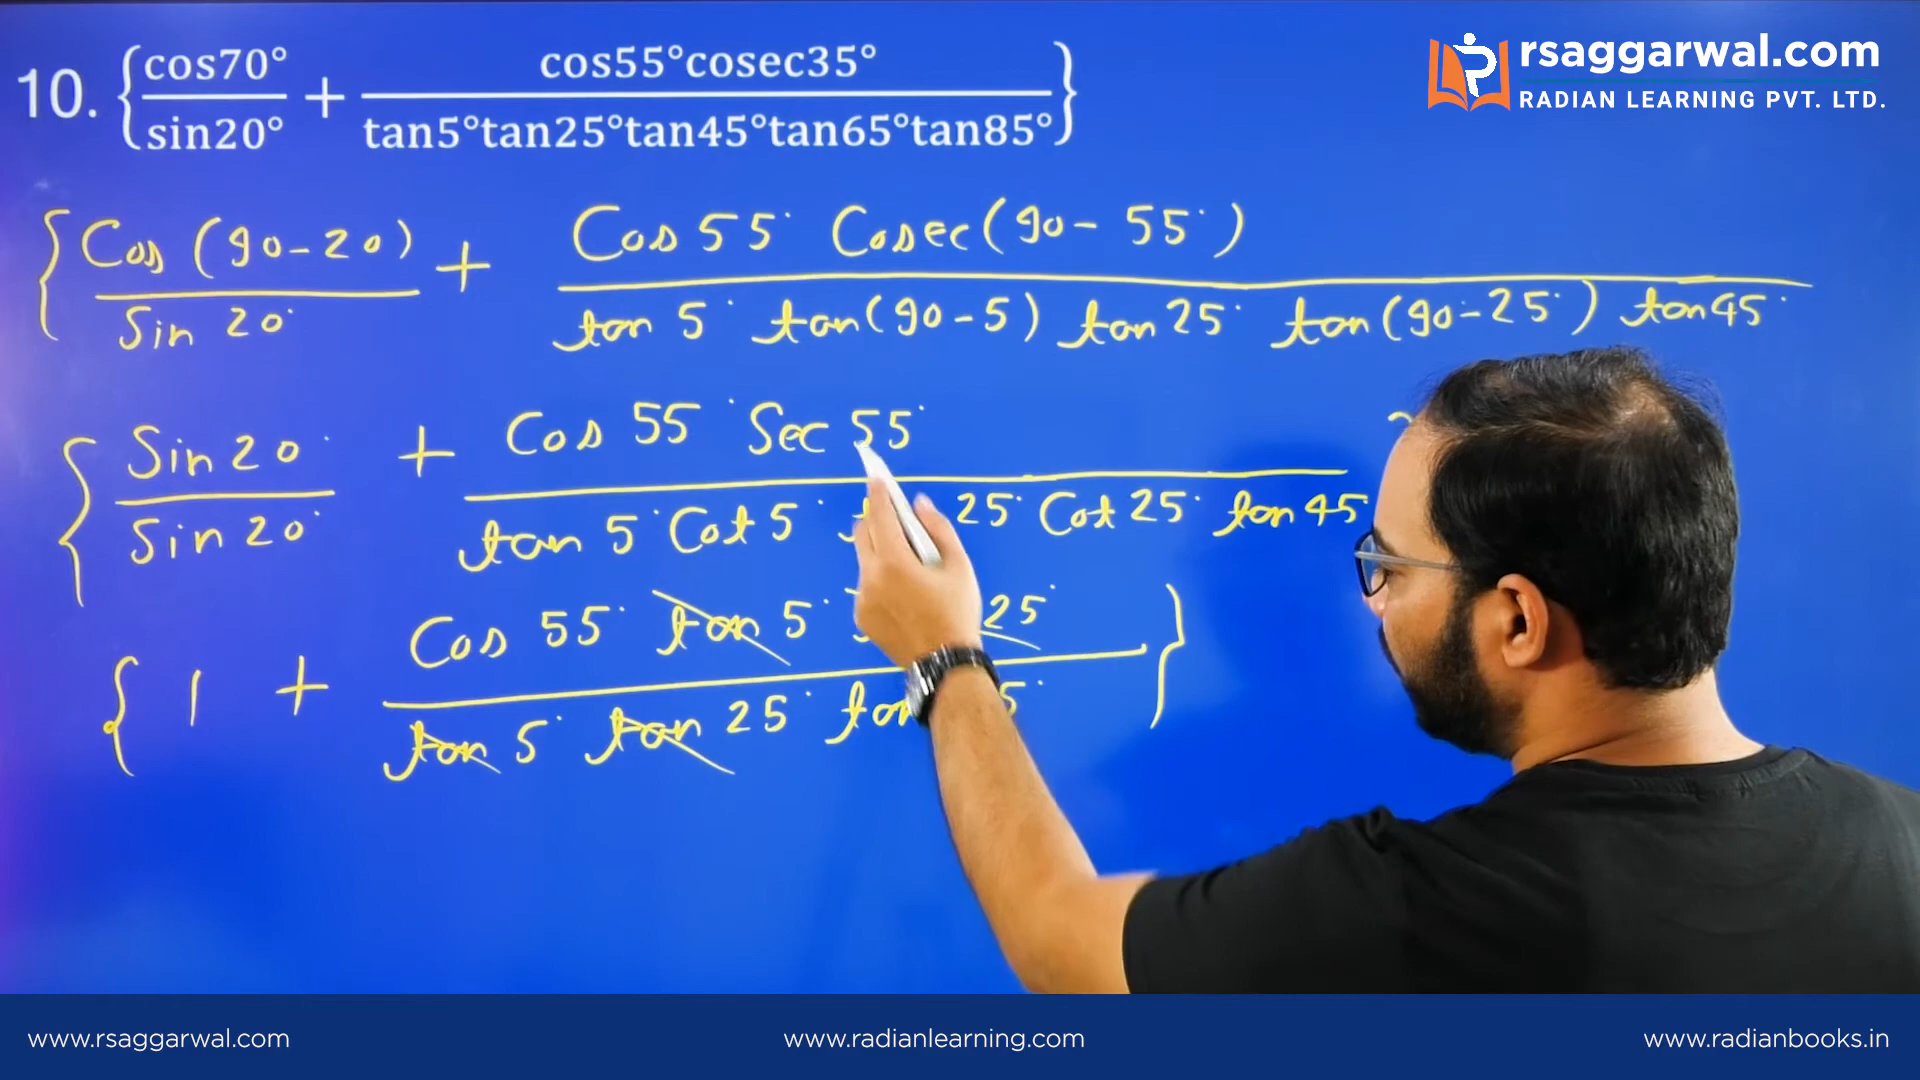 rsaggarwal.com
RADIAN LEARNING PVT. LTD.
10. {cos70°/sin20° + cos55°cosec35°/tan5°tan25°tan45°tan65°tan85°}
{Cos (90-20)/Sin 20° + Cos 55° Cosec(90- 55°)/tan 5° tan(90-5) tan 25° tan(90-25°) tan 45°
{Sin 20°/Sin 20° + Cos 55° Sec 55°/tan 5° Cot 5° 25° Cot 25° tan 45°
{1 + Cos 55° tan 5° 25°/tan 5° tan 25° 5°}
www.rsaggarwal.com
www.radianlearning.com
www.radianbooks.in